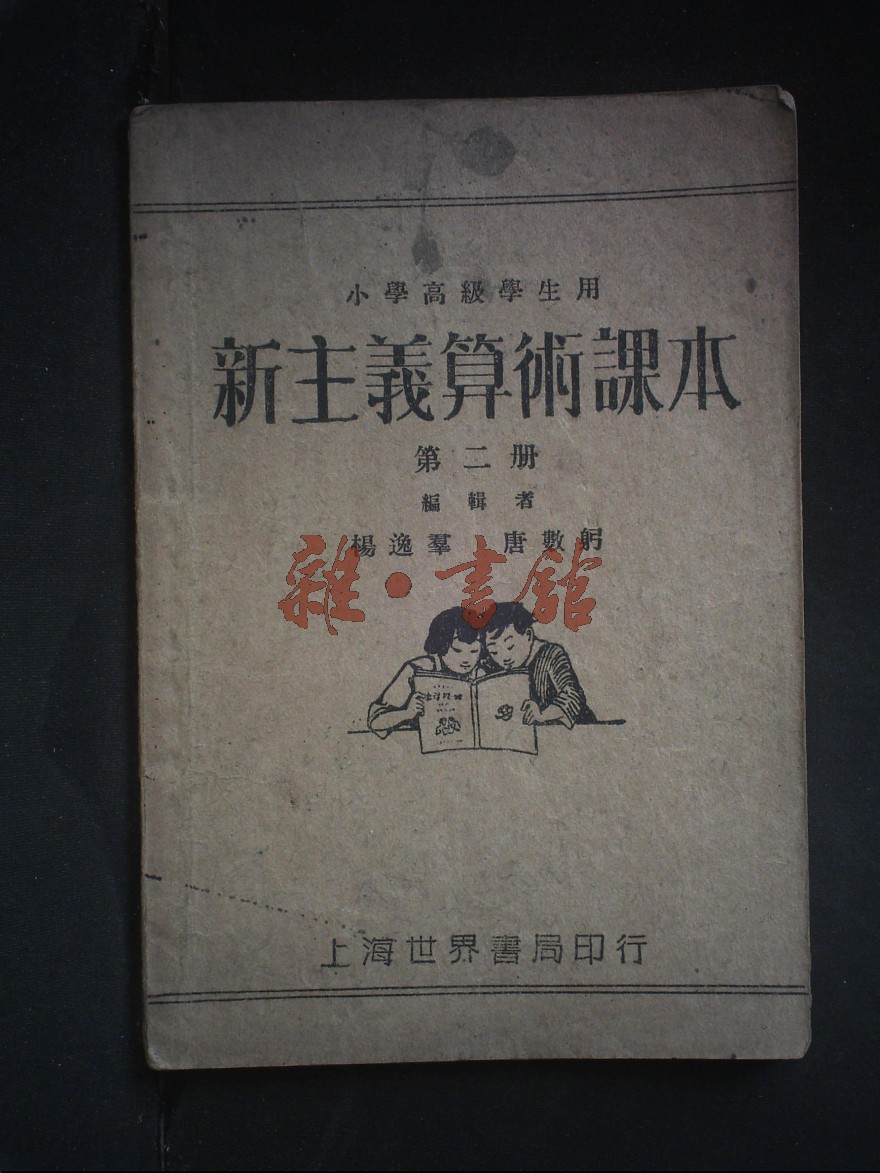 小學高級學生用
新主義算術課本
第二册
編輯者
楊逸羣 唐數躬
雜·書館
上海世界書局印行